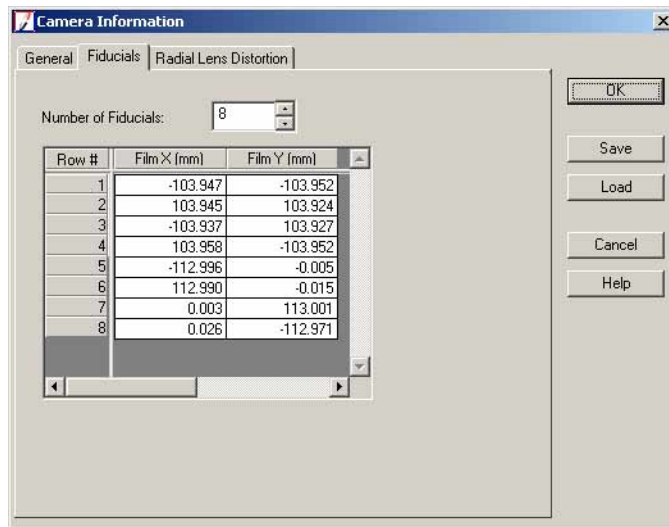 Camera Information
General Fiducials Radial Lens Distortion
Number of Fiducials: 8
Row # Film X (mm) Film Y (mm)
1 -103.947 -103.952
2 103.945 103.924
3 -103.937 103.927
4 103.958 -103.952
5 -112.996 -0.005
6 112.990 -0.015
7 0.003 113.001
8 0.026 -112.971
OK
Save
Load
Cancel
Help